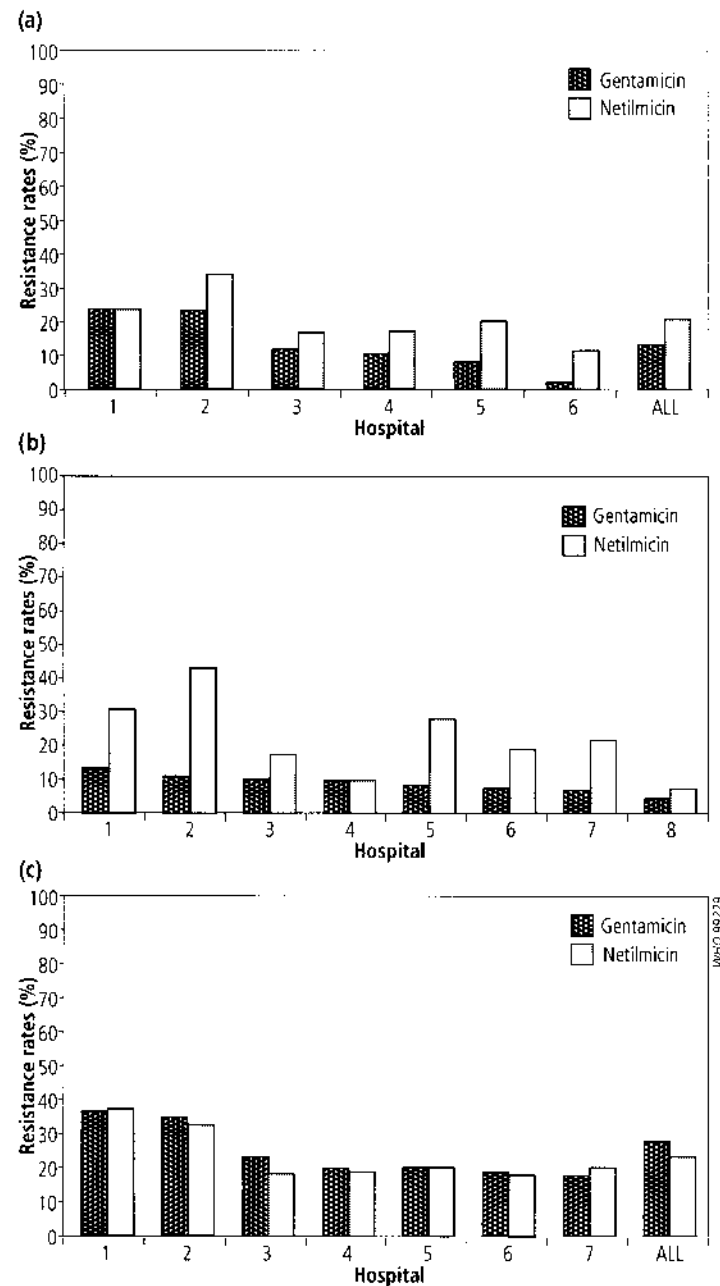 (a)
100
90
80
70
60
50
40
30
20
10
0
Resistance rates (%)
Gentamicin
Netilmicin
1 2 3 4 5 6 ALL
Hospital
(b)
100
90
80
70
60
50
40
30
20
10
0
Resistance rates (%)
Gentamicin
Netilmicin
1 2 3 4 5 6 7 8
Hospital
(c)
100
90
80
70
60
50
40
30
20
10
0
Resistance rates (%)
Gentamicin
Netilmicin
1 2 3 4 5 6 7 ALL
Hospital
WHO 99229